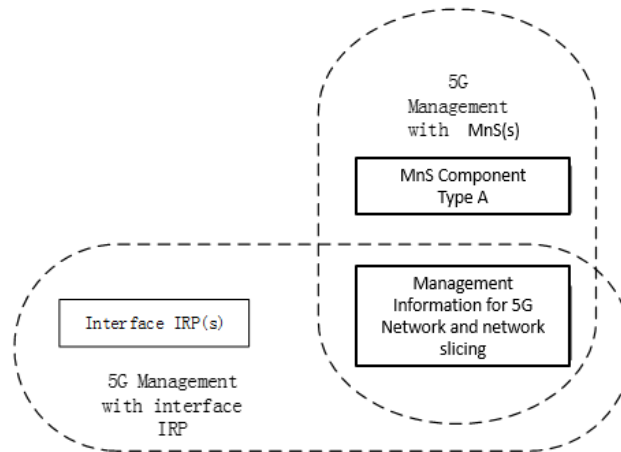 5G
Management
with MnS(s)
MnS Component
Type A
Management
Information for 5G
Network and network
slicing
Interface IRP(s)
5G Management
with interface
IRP